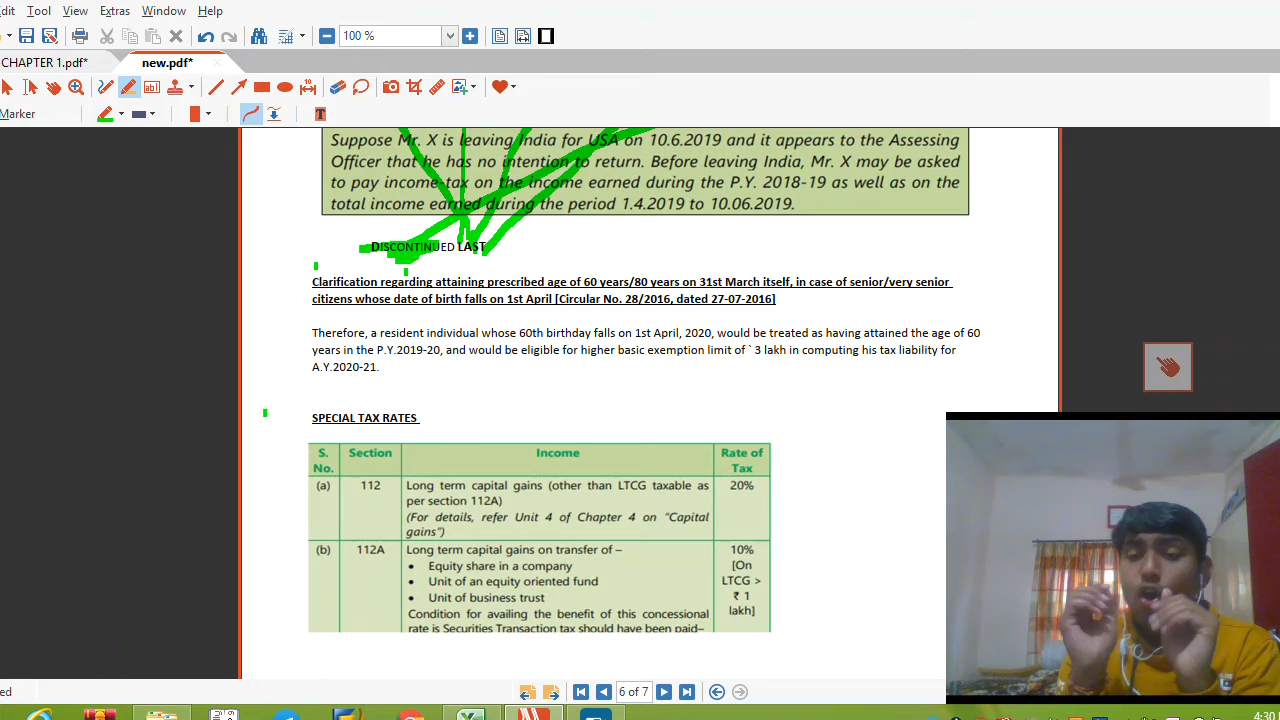 it Tool View Extras Window Help
100 %
CHAPTER 1.pdf* new.pdf*
10
Marker T
Suppose Mr. X is leaving India for USA on 10.6.2019 and it appears to the Assessing
Officer that he has no intention to return. Before leaving India, Mr. X may be asked
to pay income-tax on the income earned during the P.Y. 2018-19 as well as on the
total income earned during the period 1.4.2019 to 10.06.2019.
DISCONTINUED LAST
Clarification regarding attaining prescribed age of 60 years/80 years on 31st March itself, in case of senior/very senior
citizens whose date of birth falls on 1st April [Circular No. 28/2016, dated 27-07-2016]
Therefore, a resident individual whose 60th birthday falls on 1st April, 2020, would be treated as having attained the age of 60
years in the P.Y.2019-20, and would be eligible for higher basic exemption limit of ` 3 lakh in computing his tax liability for
A.Y.2020-21.
SPECIAL TAX RATES
S. No. Section Income Rate of Tax
(a) 112 Long term capital gains (other than LTCG taxable as 20%
per section 112A)
(For details, refer Unit 4 of Chapter 4 on "Capital
gains")
(b) 112A Long term capital gains on transfer of – 10%
• Equity share in a company [On
• Unit of an equity oriented fund LTCG >
• Unit of business trust ₹ 1
Condition for availing the benefit of this concessional lakh]
rate is Securities Transaction tax should have been paid–
ed 6 of 7
4:30